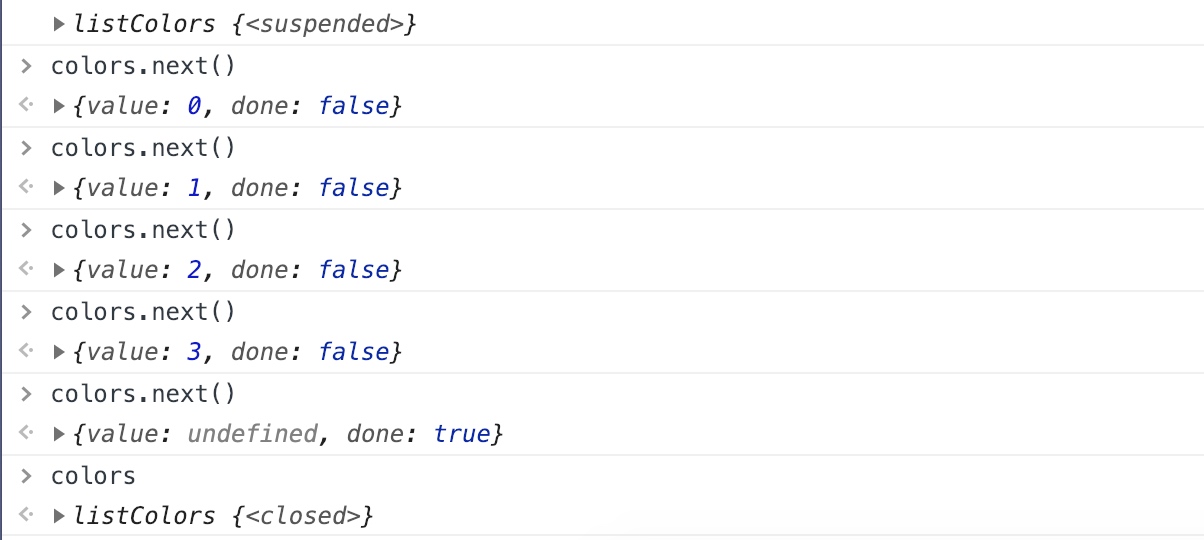 listColors {<suspended>}
colors.next()
{value: 0, done: false}
colors.next()
{value: 1, done: false}
colors.next()
{value: 2, done: false}
colors.next()
{value: 3, done: false}
colors.next()
{value: undefined, done: true}
colors
listColors {<closed>}